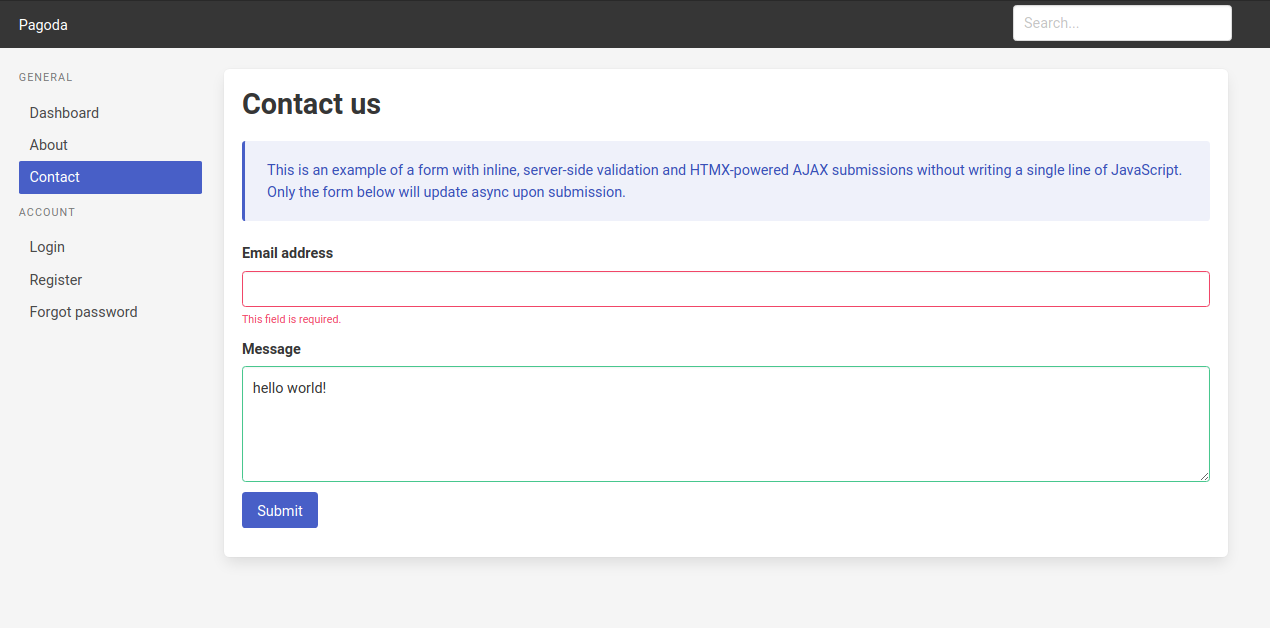 Pagoda
Search...
GENERAL
Dashboard
About
Contact
ACCOUNT
Login
Register
Forgot password
Contact us
This is an example of a form with inline, server-side validation and HTMX-powered AJAX submissions without writing a single line of JavaScript.
Only the form below will update async upon submission.
Email address
This field is required.
Message
hello world!
Submit